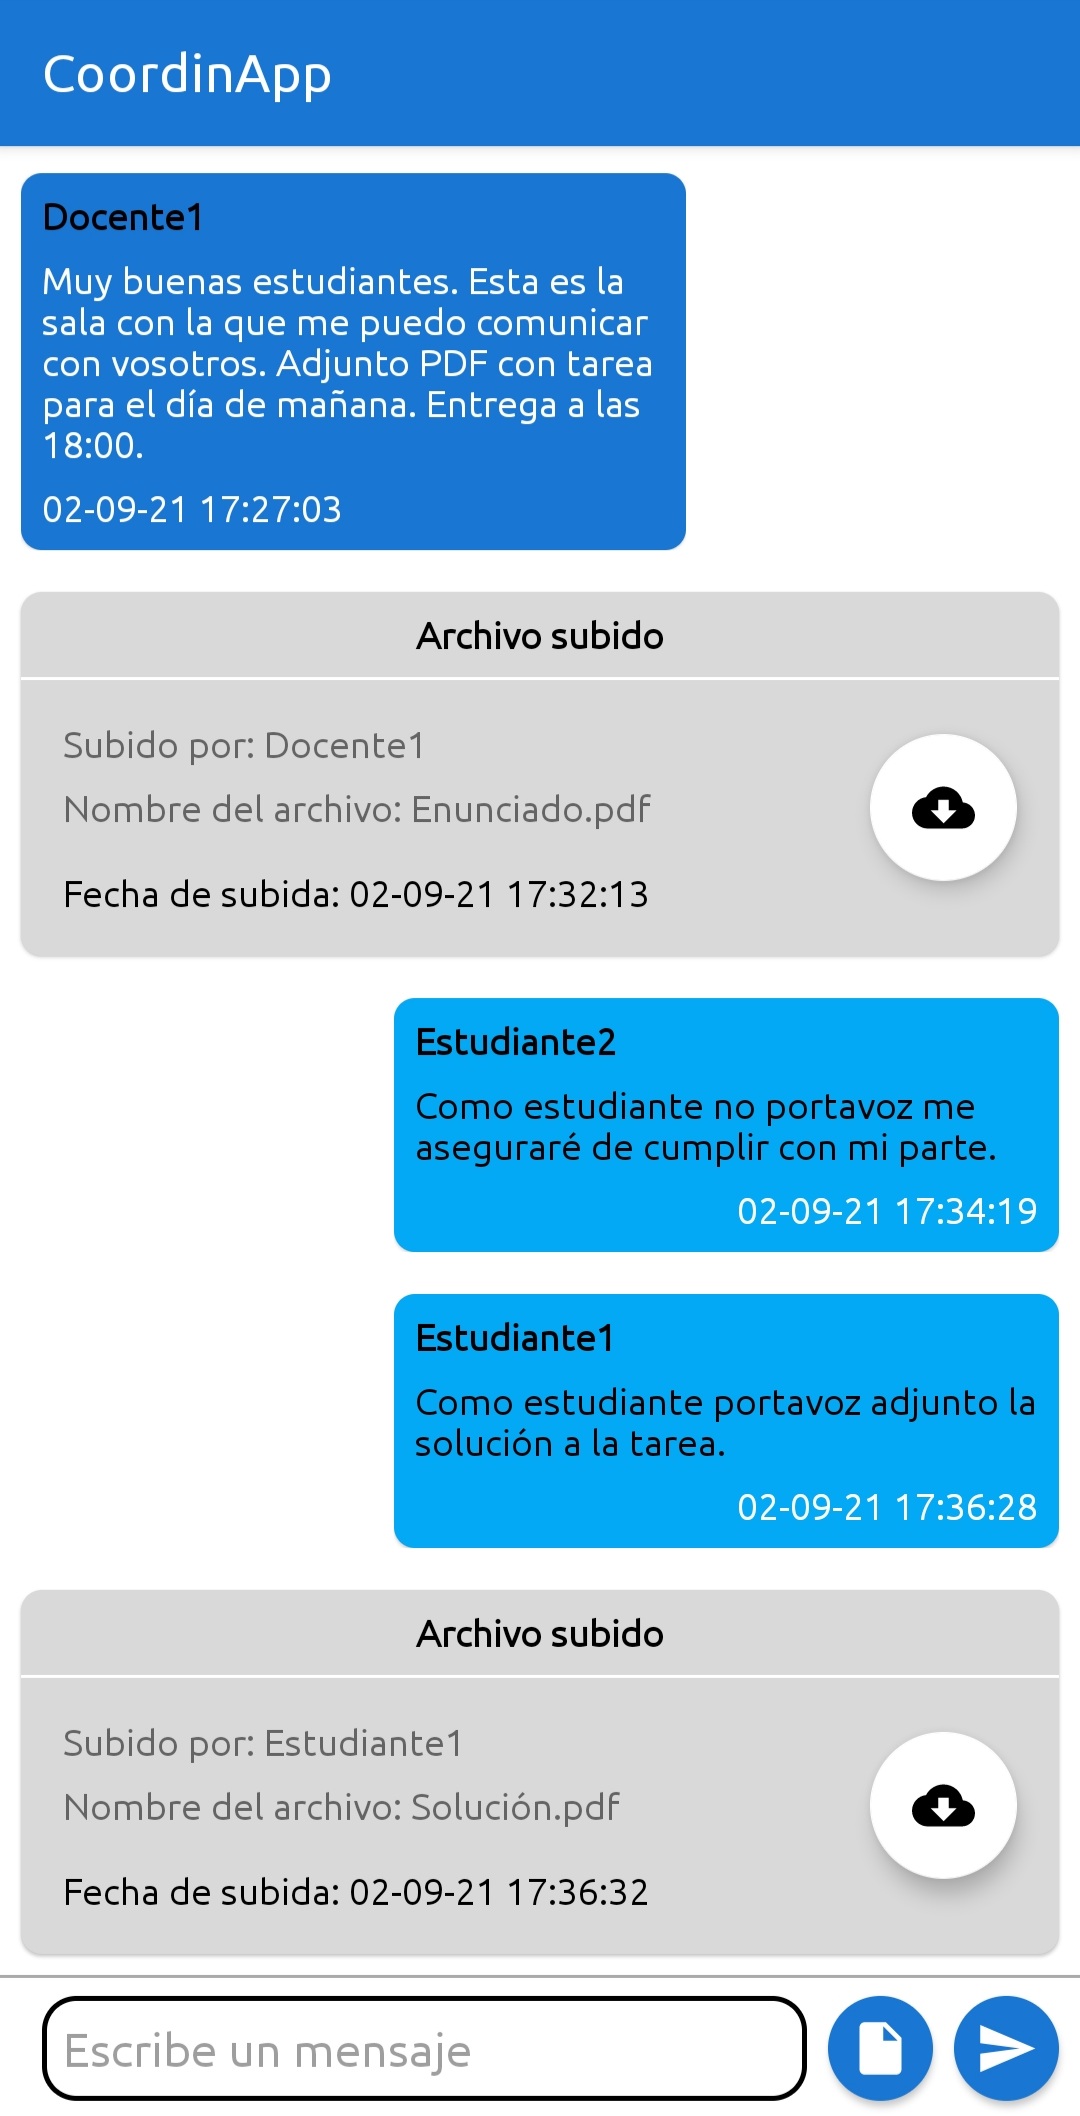 CoordinApp
Docente1
Muy buenas estudiantes. Esta es la
sala con la que me puedo comunicar
con vosotros. Adjunto PDF con tarea
para el día de mañana. Entrega a las
18:00.
02-09-21 17:27:03
Archivo subido
Subido por: Docente1
Nombre del archivo: Enunciado.pdf
Fecha de subida: 02-09-21 17:32:13
Estudiante2
Como estudiante no portavoz me
aseguraré de cumplir con mi parte.
02-09-21 17:34:19
Estudiante1
Como estudiante portavoz adjunto la
solución a la tarea.
02-09-21 17:36:28
Archivo subido
Subido por: Estudiante1
Nombre del archivo: Solución.pdf
Fecha de subida: 02-09-21 17:36:32
Escribe un mensaje